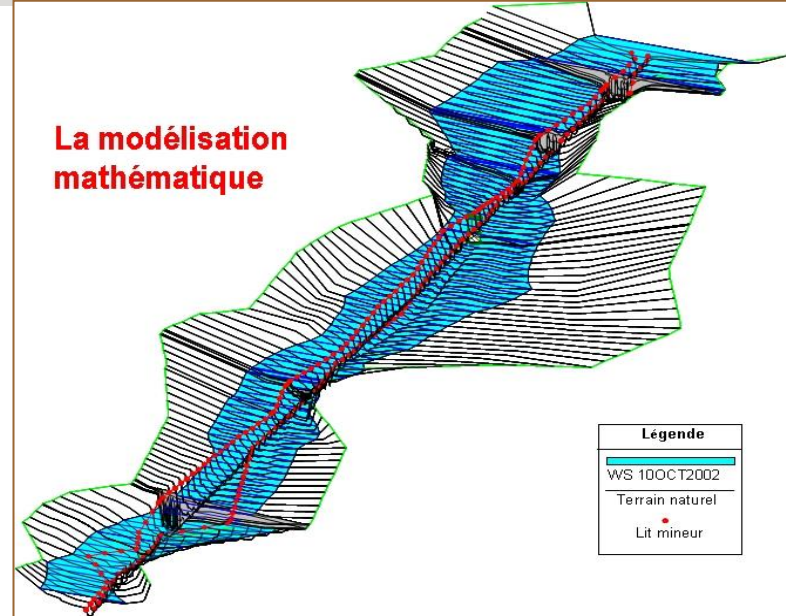 La modélisation
mathématique
Légende
WS 10OCT2002
Terrain naturel
Lit mineur